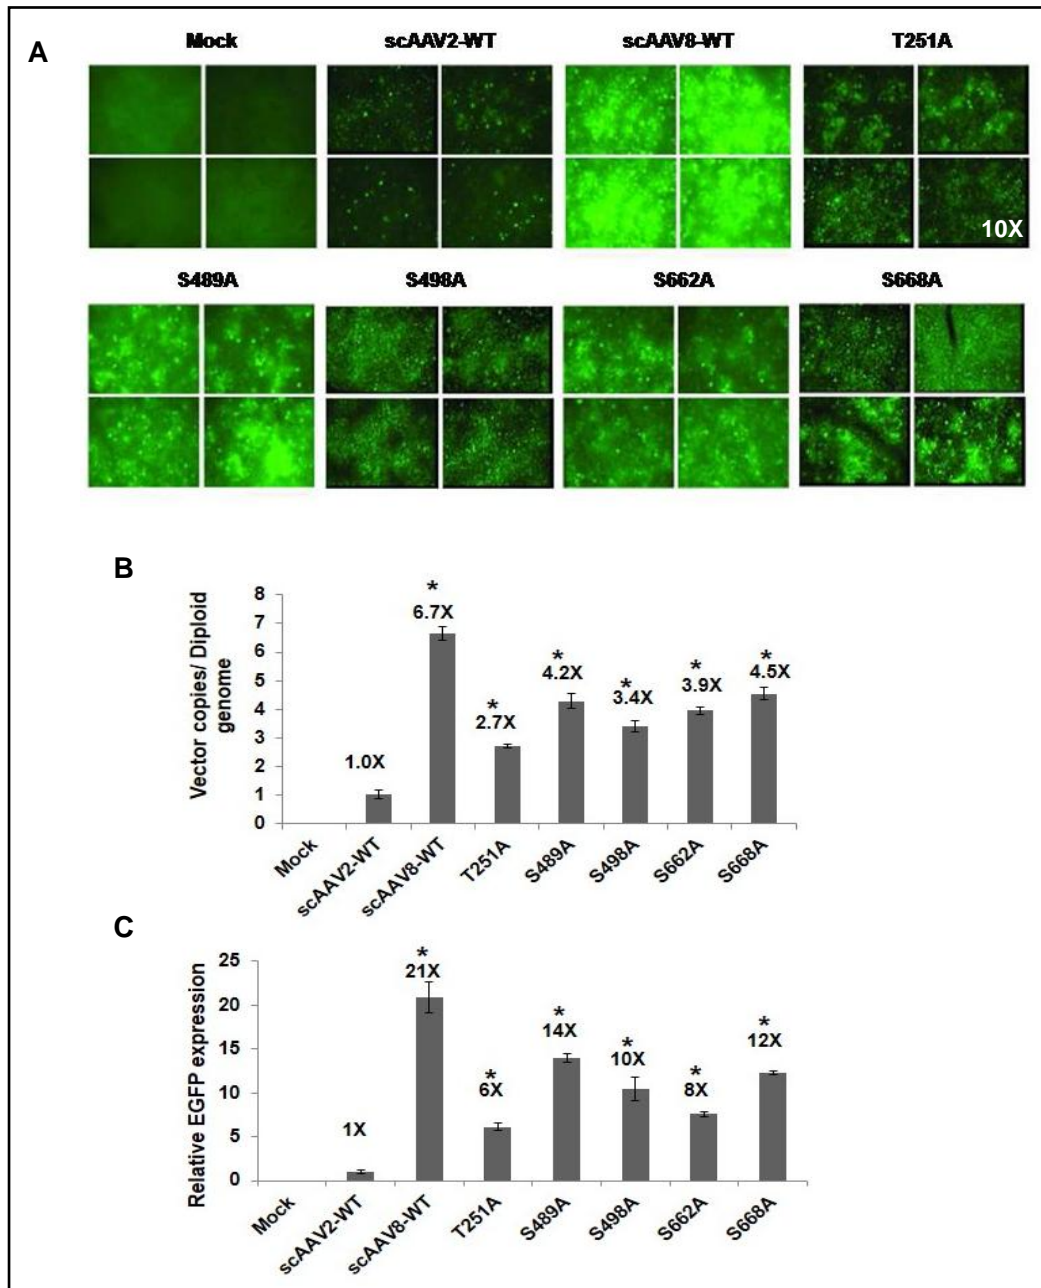 A
Mock scAAV2-WT scAAV8-WT T251A
10X
S489A S498A S662A S668A
B
Vector copies/ Diploid
genome
8
7
6
5
4
3
2
1
0
1.0X
*
6.7X
*
2.7X
*
4.2X
*
3.4X
*
3.9X
*
4.5X
Mock
scAAV2-WT
scAAV8-WT
T251A
S489A
S498A
S662A
S668A
C
Relative EGFP expression
25
20
15
10
5
0
1X
*
21X
*
6X
*
14X
*
10X
*
8X
*
12X
Mock
scAAV2-WT
scAAV8-WT
T251A
S489A
S498A
S662A
S668A